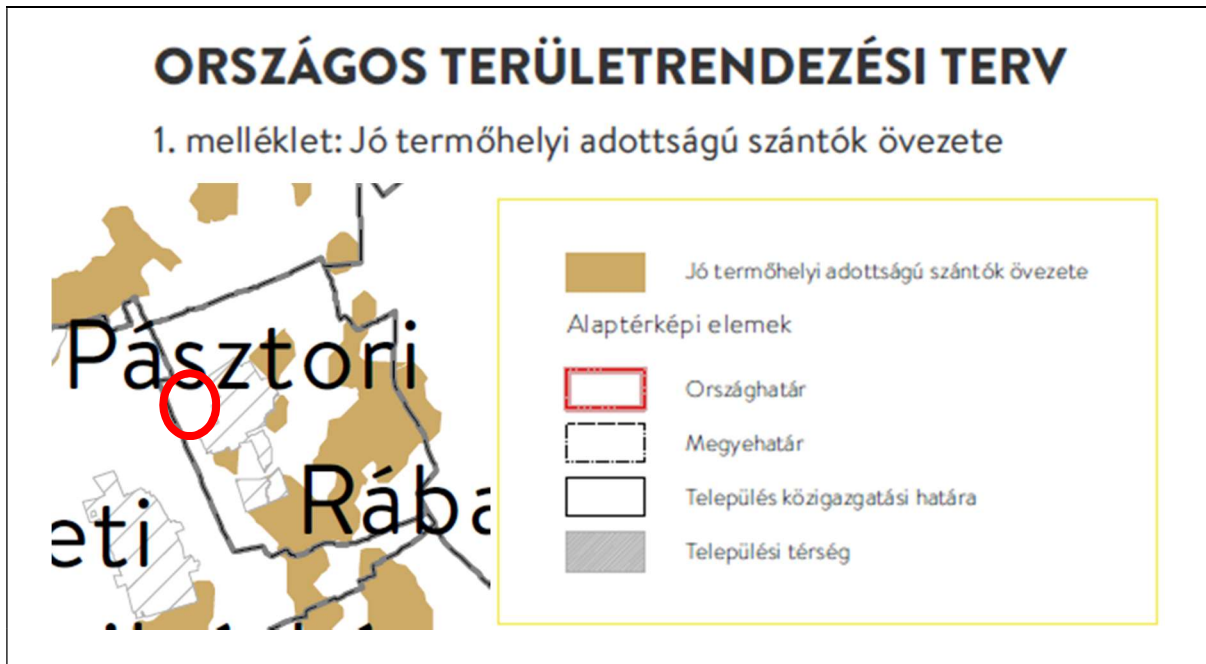 ORSZÁGOS TERÜLETRENDEZÉSI TERV
1. melléklet: Jó termőhelyi adottságú szántók övezete
Pásztori
Rába
eti
Jó termőhelyi adottságú szántók övezete
Alaptérképi elemek
Országhatár
Megyehatár
Település közigazgatási határa
Települési térség